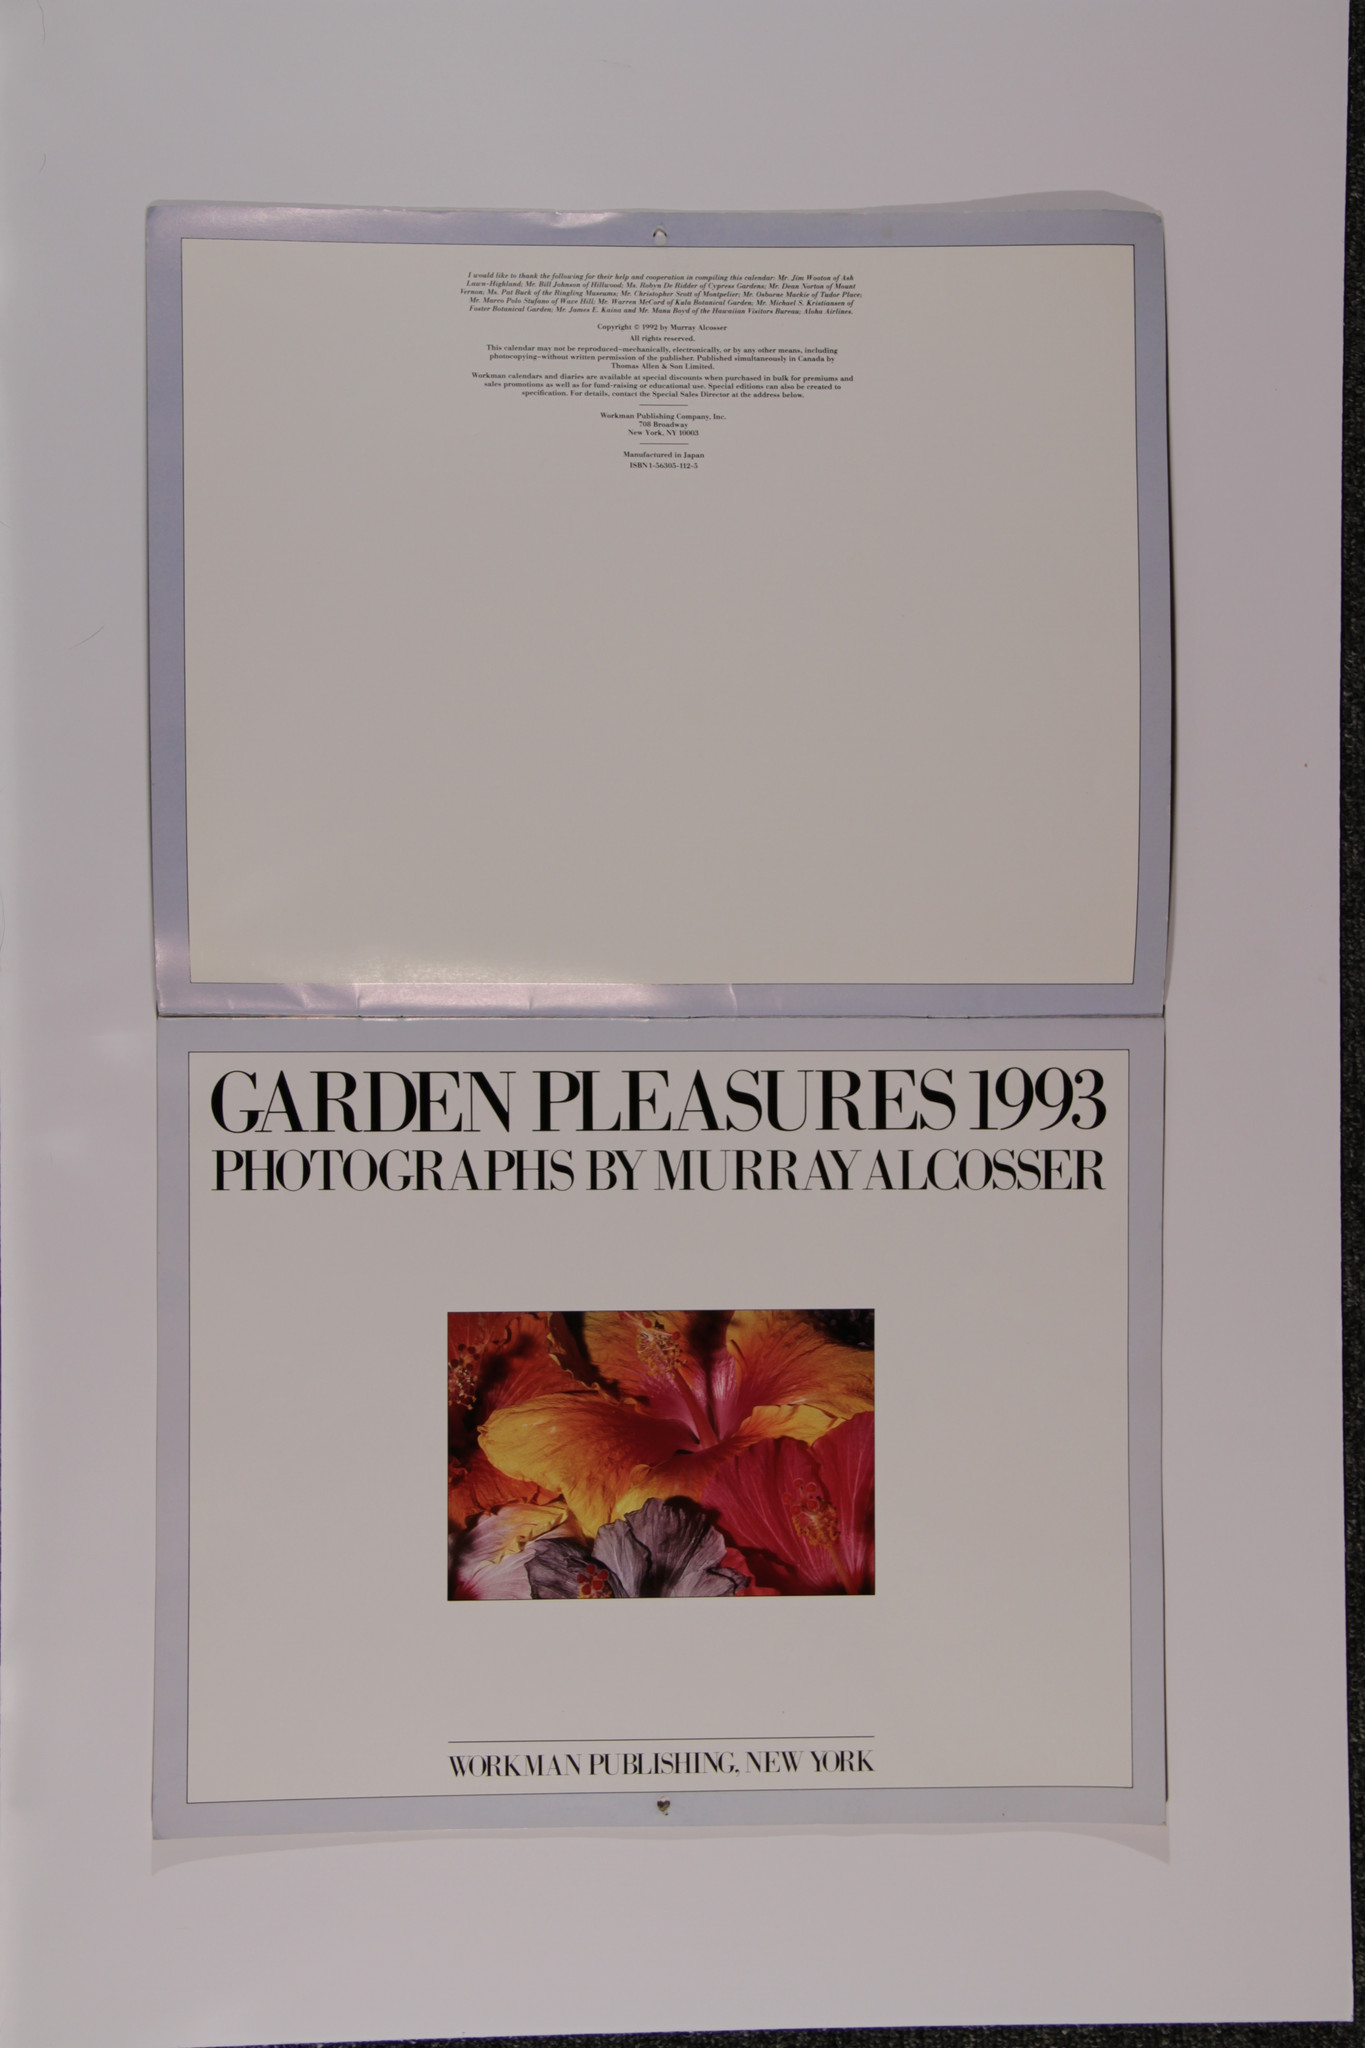 I would like to thank the following for their help and cooperation in compiling this calendar: Mr. Jim Wooton of Ash
Lawn-Highland; Mr. Bill Johnson of Hillwood; Ms. Robyn De Ridder of Cypress Gardens; Mr. Dean Norton of Mount
Vernon; Ms. Pat Buck of the Ringling Museums; Mr. Christopher Scott of Montpelier; Mr. Osborne Mackie of Tudor Place;
Mr. Marco Polo Stufano of Wave Hill; Mr. Warren McCord of Kula Botanical Garden; Mr. Michael S. Kristiansen of
Foster Botanical Garden; Mr. James E. Kaina and Mr. Manu Boyd of the Hawaiian Visitors Bureau; Aloha Airlines.
Copyright © 1992 by Murray Alcosser
All rights reserved.
This calendar may not be reproduced–mechanically, electronically, or by any other means, including
photocopying–without written permission of the publisher. Published simultaneously in Canada by
Thomas Allen & Son Limited.
Workman calendars and diaries are available at special discounts when purchased in bulk for premiums and
sales promotions as well as for fund-raising or educational use. Special editions can also be created to
specification. For details, contact the Special Sales Director at the address below.
Workman Publishing Company, Inc.
708 Broadway
New York, NY 10003
Manufactured in Japan
ISBN 1-56305-112-5
GARDEN PLEASURES 1993
PHOTOGRAPHS BY MURRAY ALCOSSER
WORKMAN PUBLISHING, NEW YORK